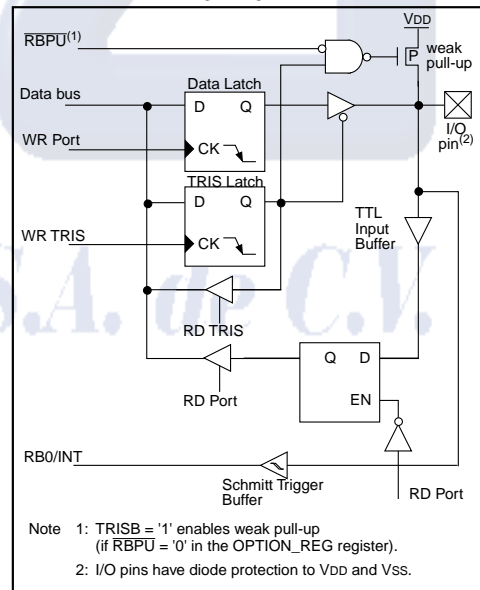 VDD
RBPU(1)
P weak
pull-up
Data Latch
Data bus
D Q
I/O
pin(2)
WR Port
CK
TRIS Latch
D Q
TTL
Input
Buffer
WR TRIS
CK
S.A. de C.V.
RD TRIS
Q D
RD Port
EN
RB0/INT
Schmitt Trigger
Buffer
RD Port
Note 1: TRISB = '1' enables weak pull-up
(if RBPU = '0' in the OPTION_REG register).
2: I/O pins have diode protection to VDD and VSS.